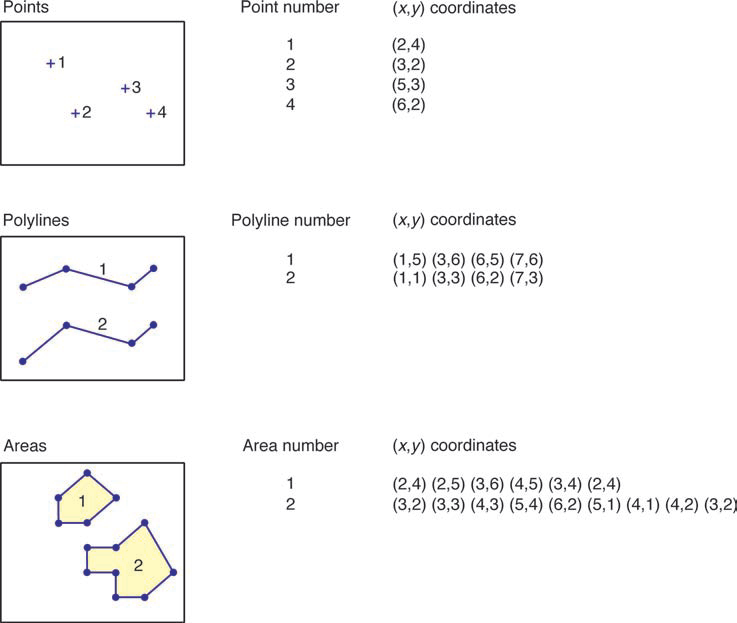 Points Point number (x,y) coordinates
1 1 (2,4)
2 (3,2)
3 3 (5,3)
2 4 4 (6,2)
Polylines Polyline number (x,y) coordinates
1 1 (1,5) (3,6) (6,5) (7,6)
2 (1,1) (3,3) (6,2) (7,3)
2
Areas Area number (x,y) coordinates
1 (2,4) (2,5) (3,6) (4,5) (3,4) (2,4)
1 2 (3,2) (3,3) (4,3) (5,4) (6,2) (5,1) (4,1) (4,2) (3,2)
2